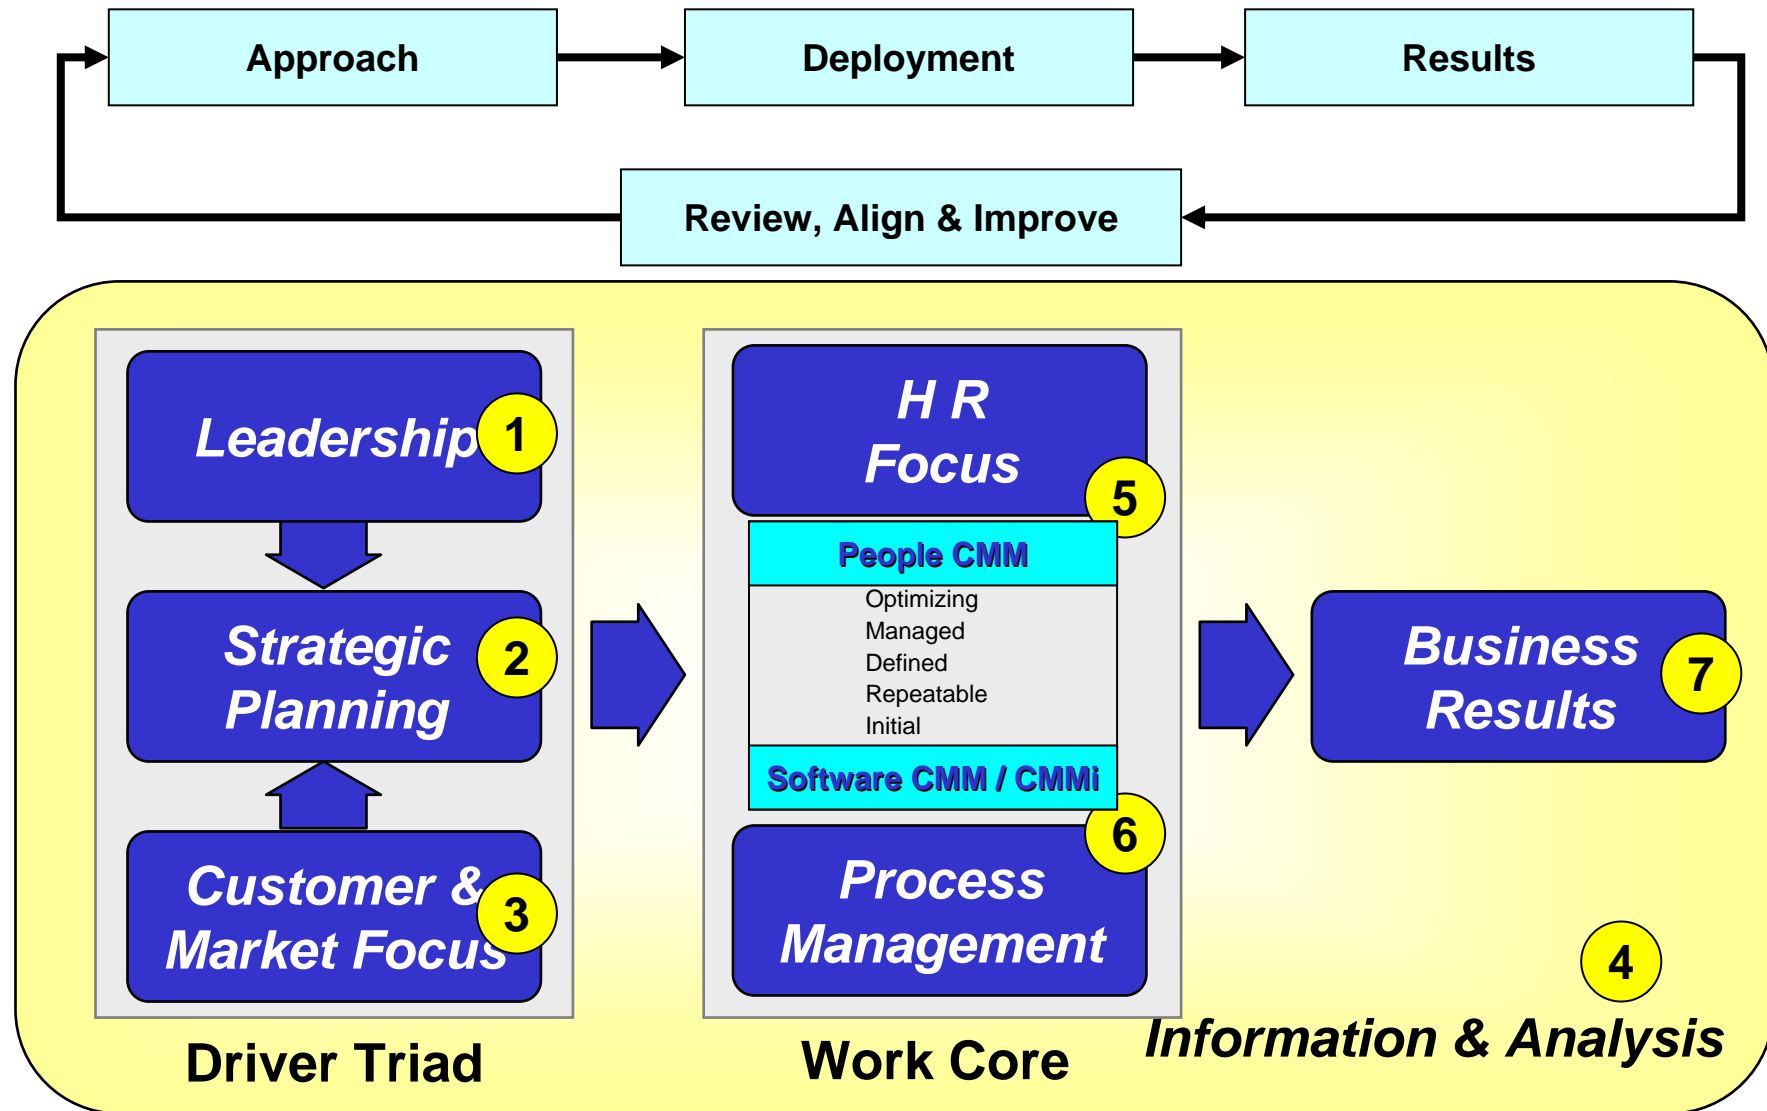 Approach
Deployment
Results
Review, Align & Improve
Leadership
1
Strategic
Planning
2
Customer &
Market Focus
3
Driver Triad
H R
Focus
5
People CMM
Optimizing
Managed
Defined
Repeatable
Initial
Software CMM / CMMi
6
Process
Management
Work Core
Business
Results
7
4
Information & Analysis